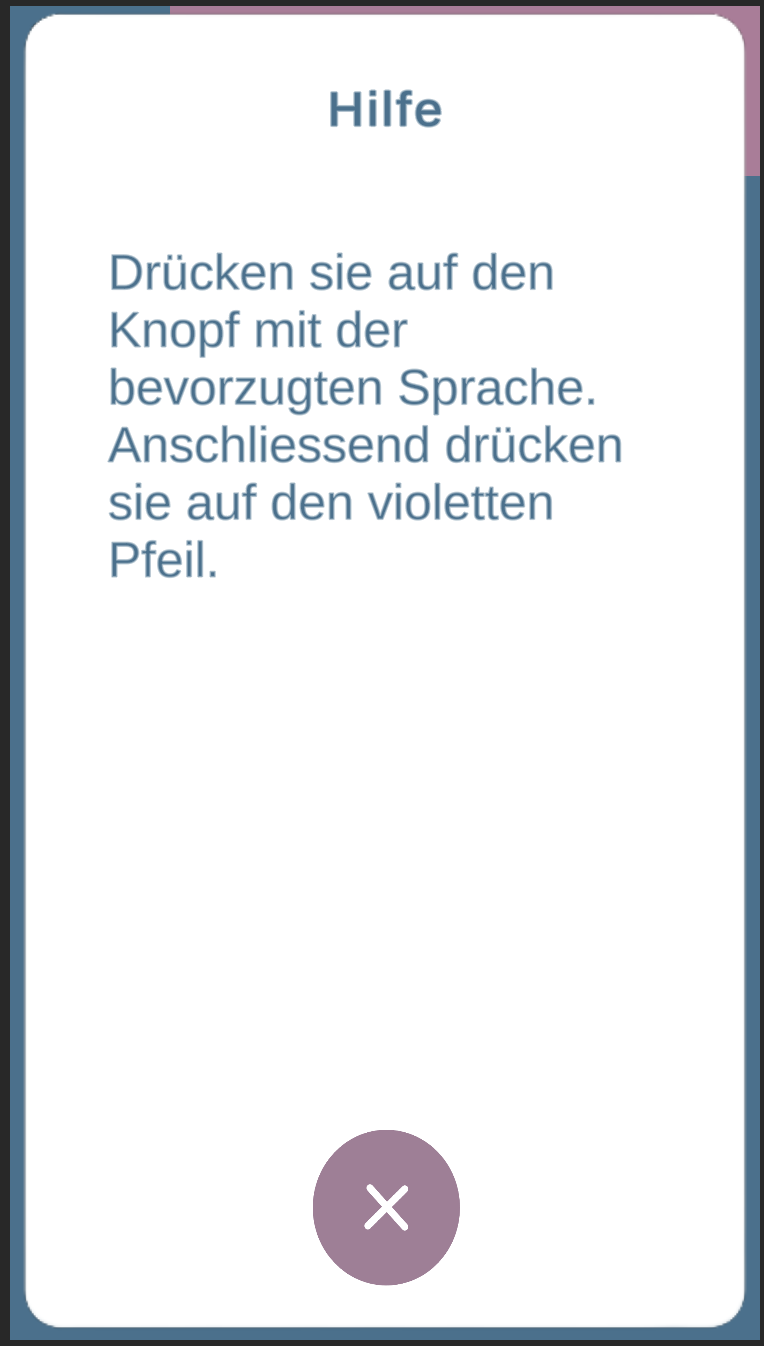 Hilfe
Drücken sie auf den
Knopf mit der
bevorzugten Sprache.
Anschliessend drücken
sie auf den violetten
Pfeil.